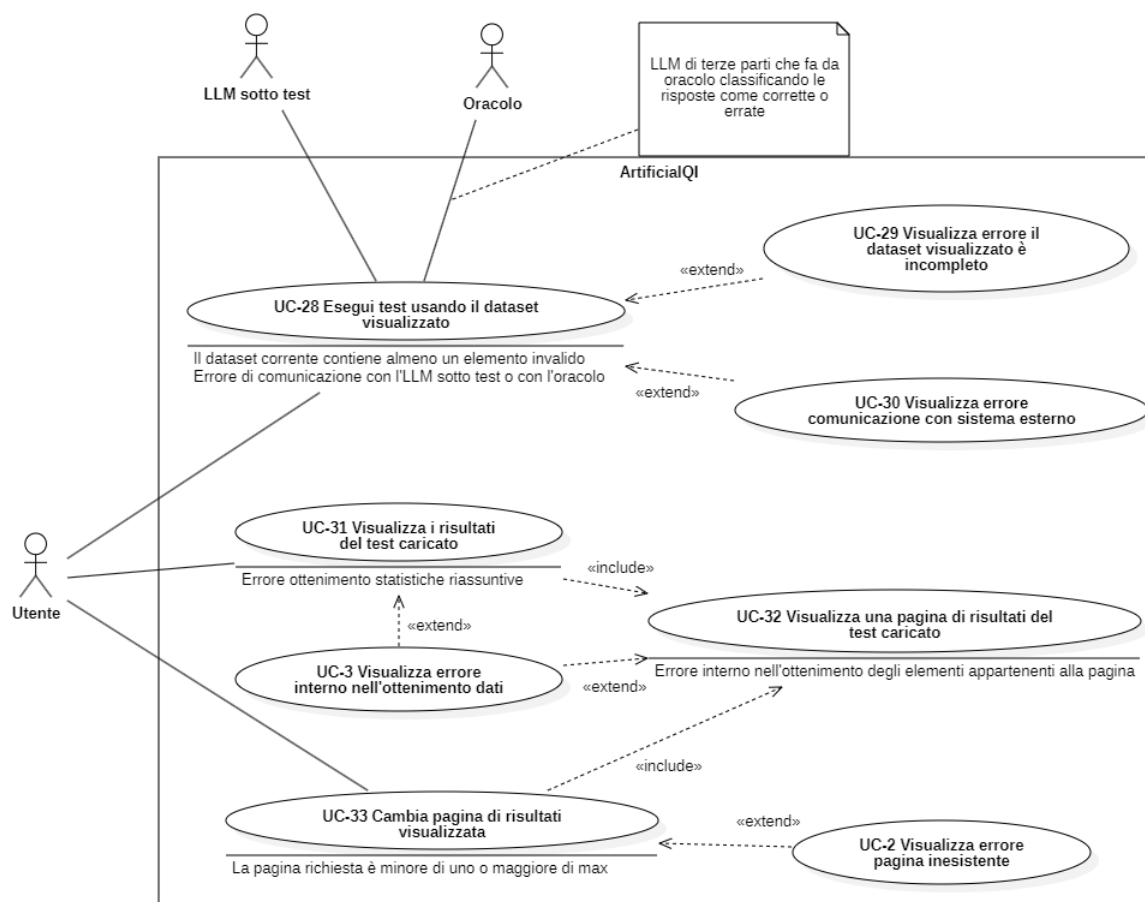 LLM sotto test
Oracolo
LLM di terze parti che fa da
oracolo classificando le
risposte come corrette o
errate
ArtificialQI
UC-29 Visualizza errore il
dataset visualizzato è
incompleto
«extend»
UC-28 Esegui test usando il dataset
visualizzato
Il dataset corrente contiene almeno un elemento invalido
Errore di comunicazione con l'LLM sotto test o con l'oracolo
«extend»
UC-30 Visualizza errore
comunicazione con sistema esterno
UC-31 Visualizza i risultati
del test caricato
Errore ottenimento statistiche riassuntive
«include»
Utente
UC-32 Visualizza una pagina di risultati del
test caricato
Errore interno nell'ottenimento degli elementi appartenenti alla pagina
«extend»
UC-3 Visualizza errore
interno nell'ottenimento dati
«extend»
«include»
UC-33 Cambia pagina di risultati
visualizzata
La pagina richiesta è minore di uno o maggiore di max
«extend»
UC-2 Visualizza errore
pagina inesistente